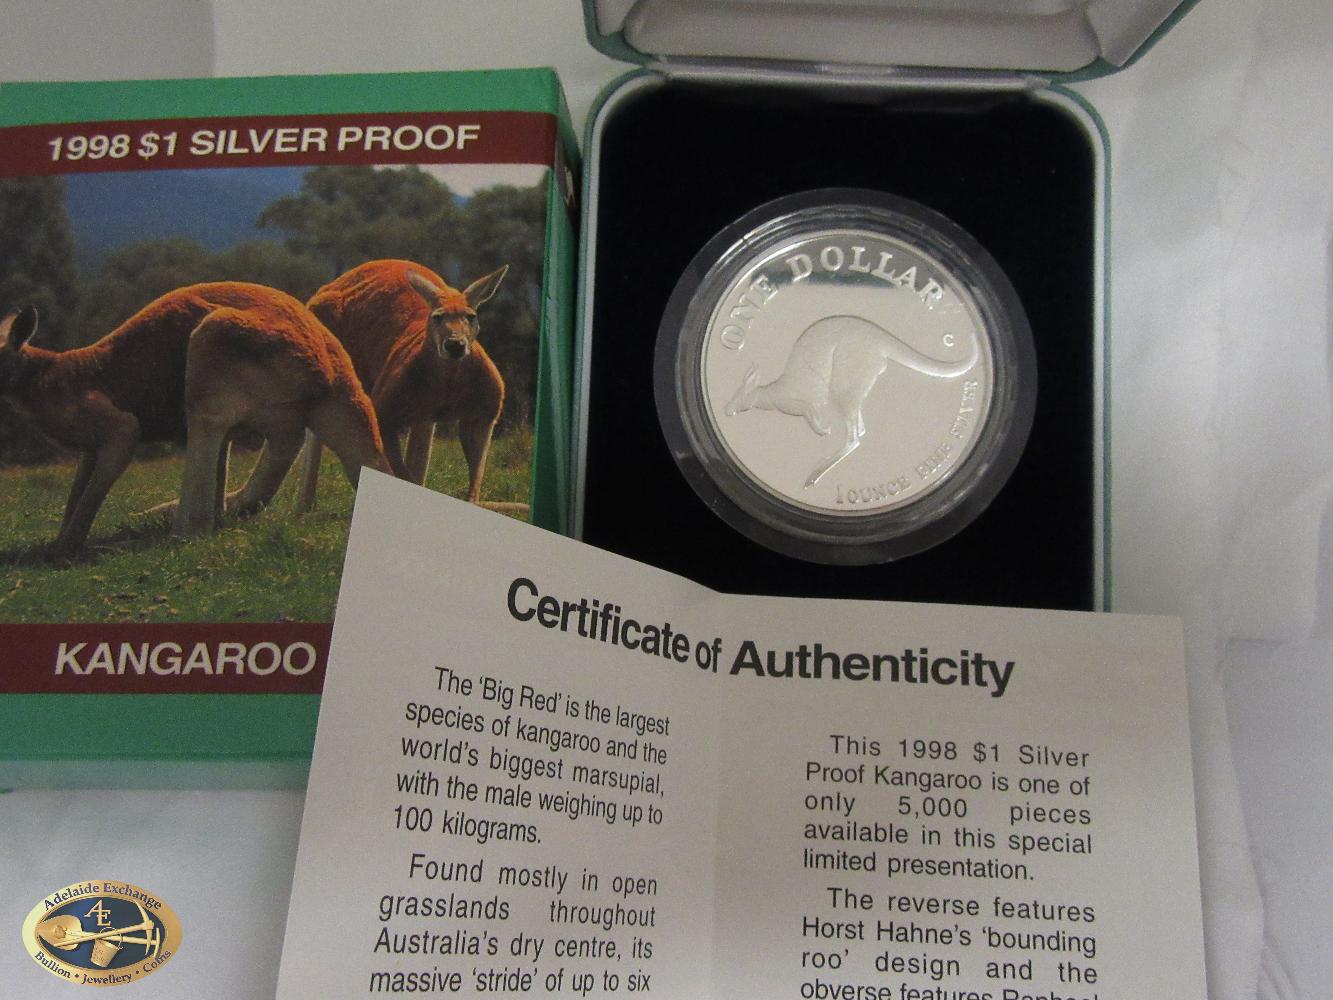 1998 $1 SILVER PROOF
KANGAROO
ONE DOLLAR
C
1 OUNCE FINE SILVER
Certificate of Authenticity
The ‘Big Red’ is the largest
species of kangaroo and the
world’s biggest marsupial,
with the male weighing up to
100 kilograms.
Found mostly in open
grasslands throughout
Australia’s dry centre, its
massive ‘stride’ of up to six
This 1998 $1 Silver
Proof Kangaroo is one of
only 5,000 pieces
available in this special
limited presentation.
The reverse features
Horst Hahne’s ‘bounding
roo’ design and the
obverse features Raphael
Adelaide Exchange
AE
Bullion • Jewellery • Coins